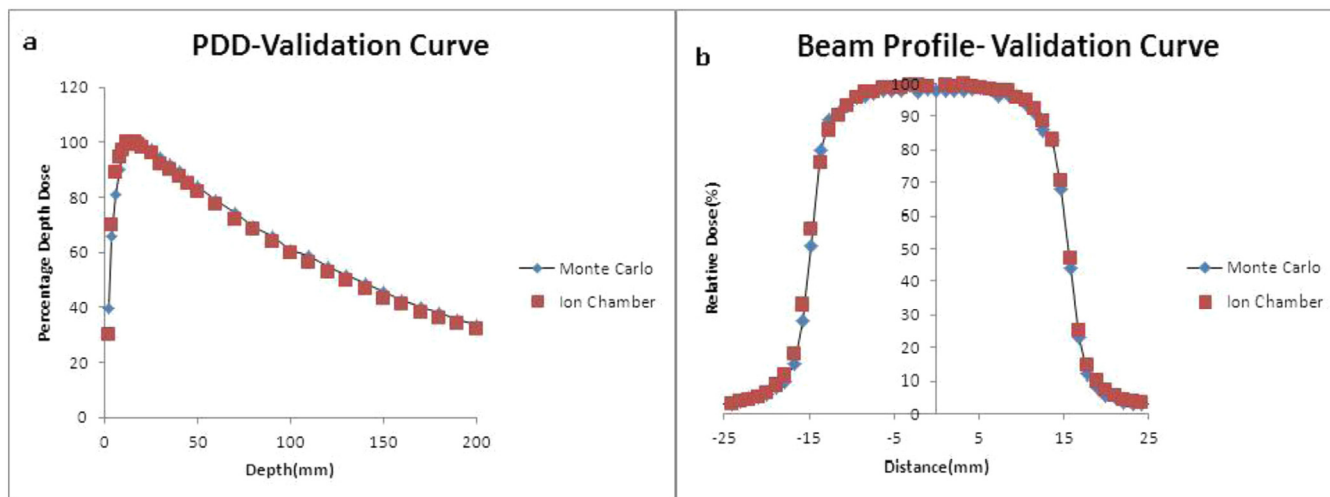 a
PDD-Validation Curve
120
100
80
60
40
20
0
0 50 100 150 200
Percentage Depth Dose
Depth(mm)
Monte Carlo
Ion Chamber
b
Beam Profile- Validation Curve
100
90
80
70
60
50
40
30
20
10
0
-25 -15 -5 5 15 25
Relative Dose(%)
Distance(mm)
Monte Carlo
Ion Chamber